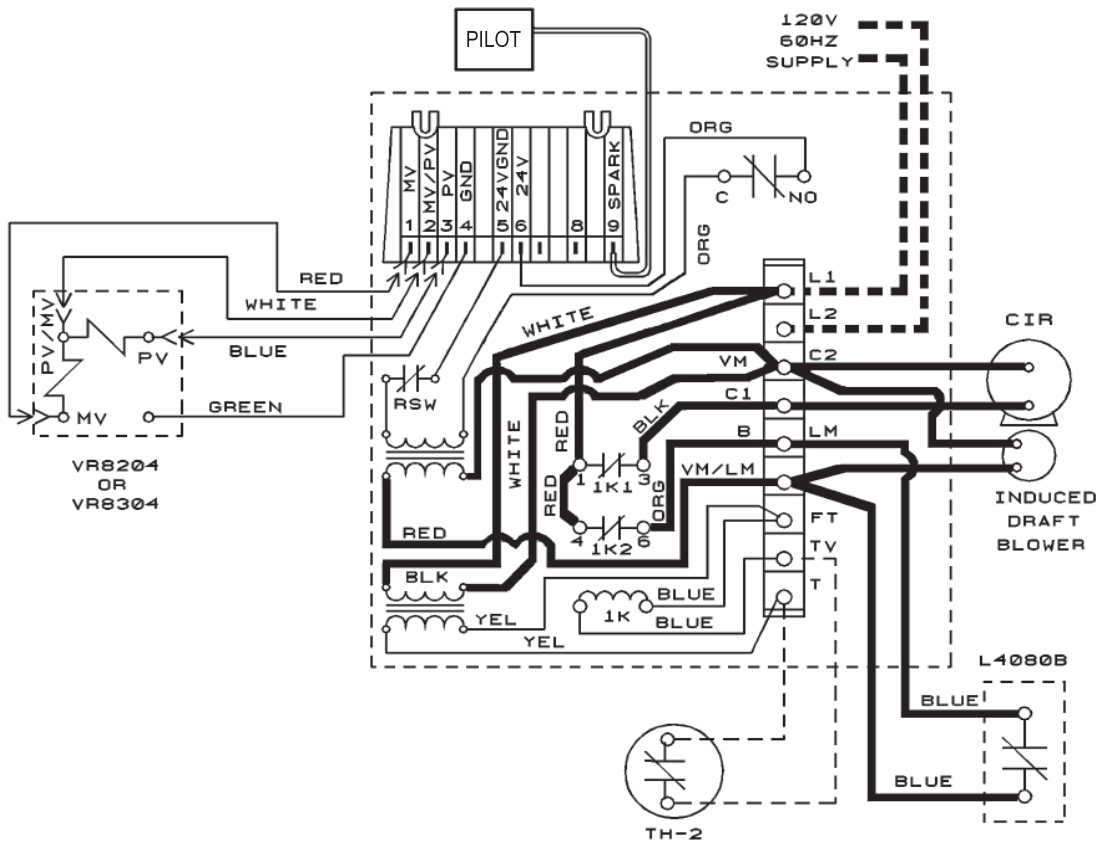 PILOT
120V
60HZ
SUPPLY
ORG
MV
MV/PV
PV
GND
24VGND
24V
SPARK
1
2
3
4
5
6
8
9
C
NO
ORG
RED
WHITE
BLUE
GREEN
PV/MV
PV
MV
VR8204
OR
VR8304
RSW
WHITE
L1
L2
VM
C2
CIR
C1
BLK
RED
WHITE
B
LM
1
3
1K1
VM/LM
RED
ORG
4
6
1K2
INDUCED
DRAFT
BLOWER
RED
FT
TV
BLK
T
BLUE
1K
BLUE
YEL
YEL
L4080B
BLUE
BLUE
TH-2